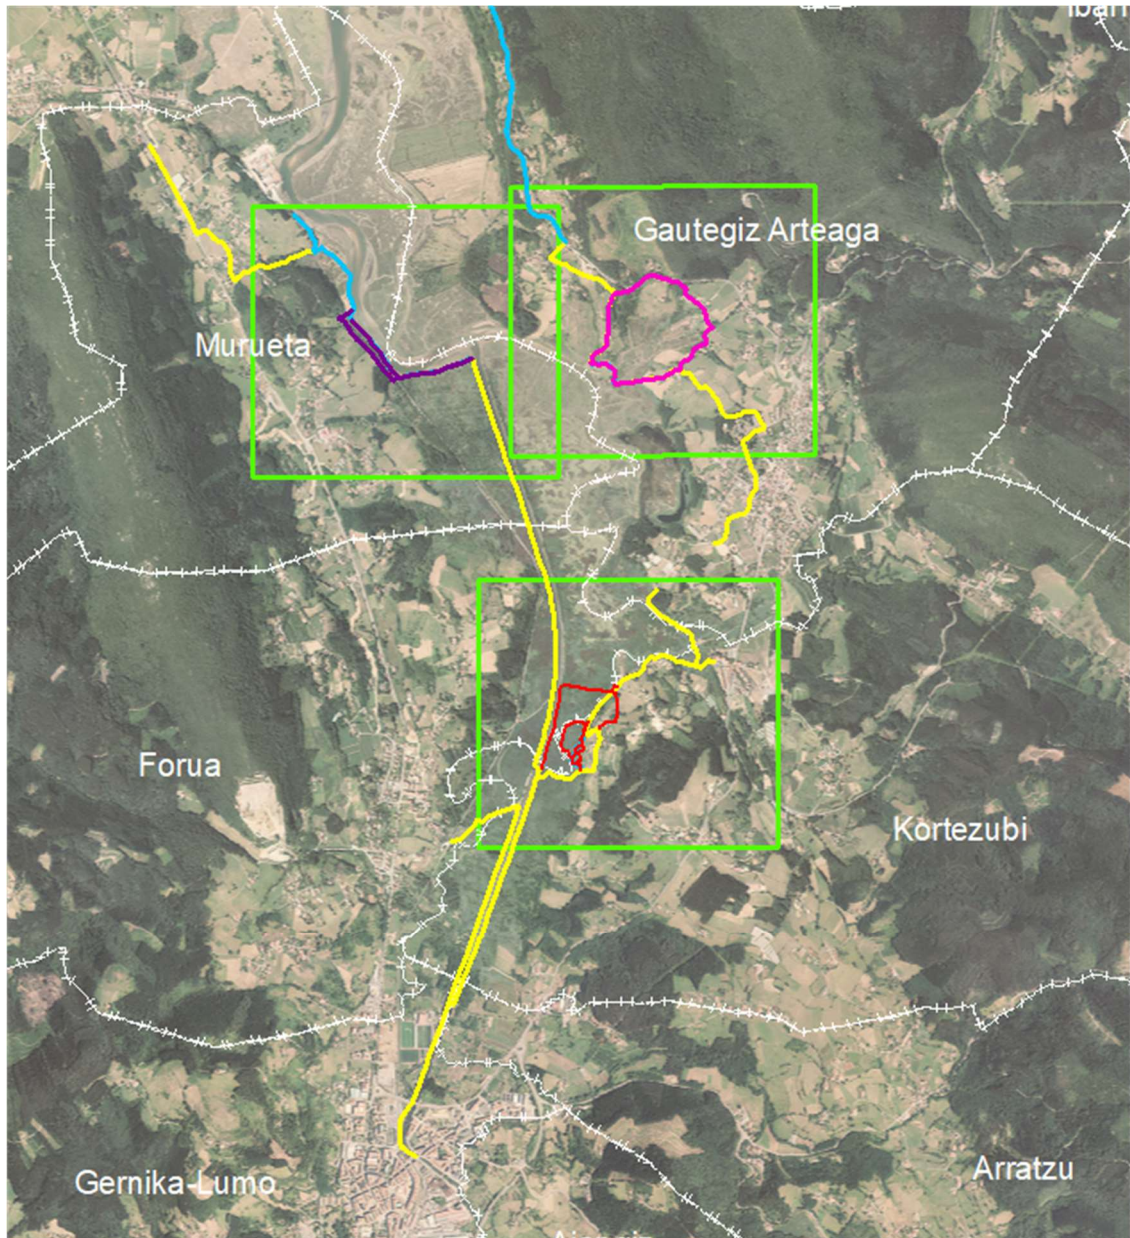 Gautegiz Arteaga
Murueta
Forua
Kortezubi
Arratzu
Gernika-Lumo